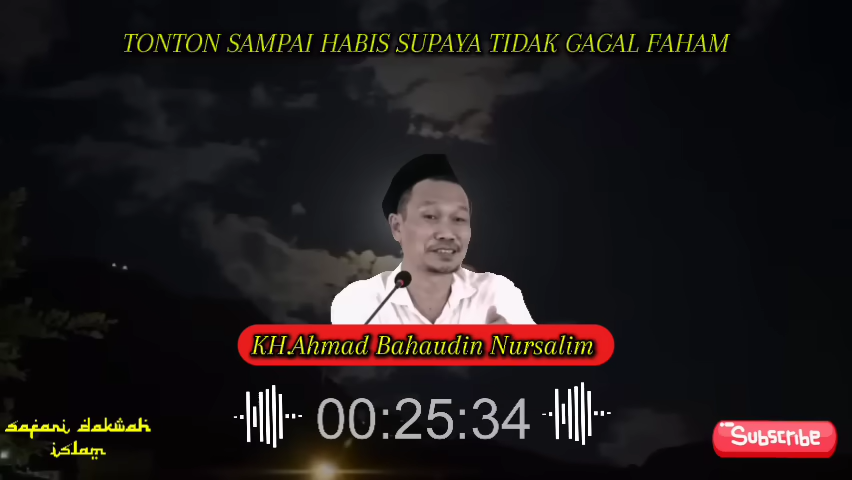 TONTON SAMPAI HABIS SUPAYA TIDAK GAGAL FAHAM
KH.Ahmad Bahaudin Nursalim
00:25:34
safari dakwah
islam
Subscribe